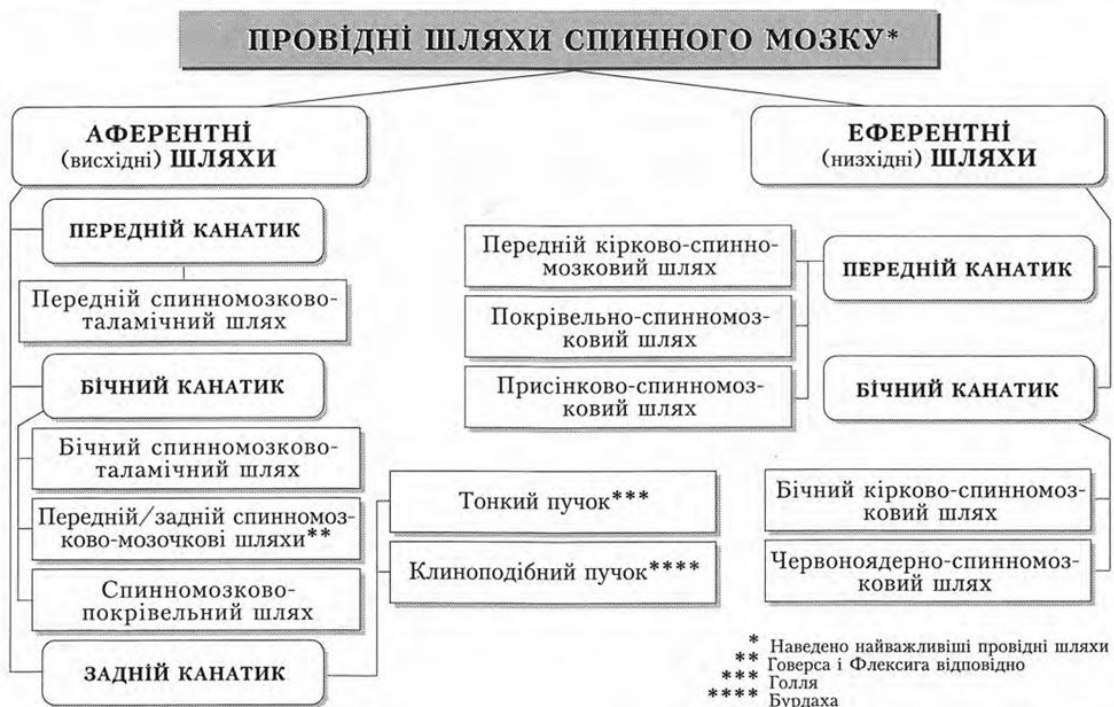 ПРОВІДНІ ШЛЯХИ СПИННОГО МОЗКУ*
АФЕРЕНТНІ
(висхідні) ШЛЯХИ
ПЕРЕДНІЙ КАНАТИК
Передній спинномозково-
таламічний шлях
БІЧНИЙ КАНАТИК
Бічний спинномозково-
таламічний шлях
Передній/задній спинномоз-
ково-мозочкові шляхи**
Спинномозково-
покрівельний шлях
ЗАДНІЙ КАНАТИК
Тонкий пучок***
Клиноподібний пучок****
ЕФЕРЕНТНІ
(низхідні) ШЛЯХИ
ПЕРЕДНІЙ КАНАТИК
Передній кірково-спинно-
мозковий шлях
Покрівельно-спинномоз-
ковий шлях
Присінково-спинномоз-
ковий шлях
БІЧНИЙ КАНАТИК
Бічний кірково-спинномоз-
ковий шлях
Червоноядерно-спинномоз-
ковий шлях
* Наведено найважливіші провідні шляхи
** Говерса і Флексига відповідно
*** Голля
**** Бурдаха